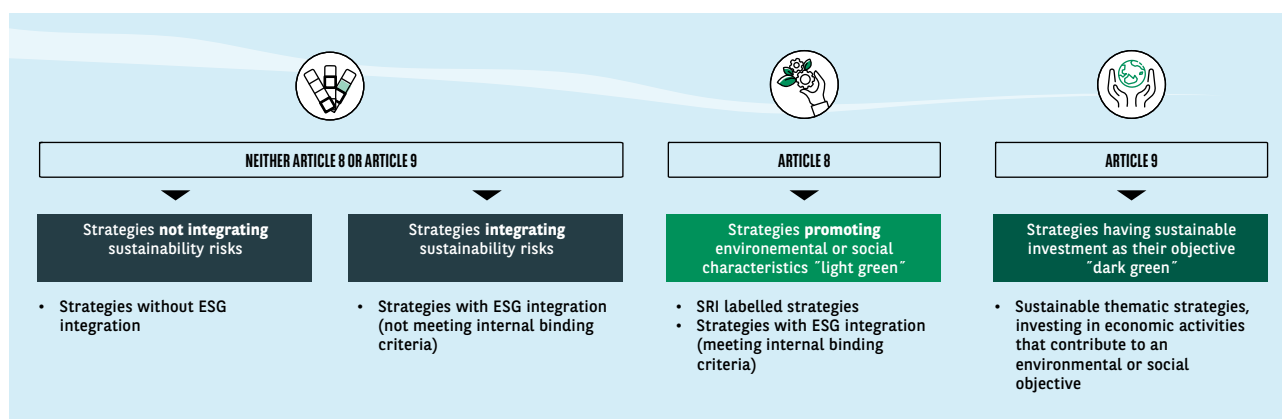 NEITHER ARTICLE 8 OR ARTICLE 9
Strategies not integrating
sustainability risks
• Strategies without ESG
integration
Strategies integrating
sustainability risks
• Strategies with ESG integration
(not meeting internal binding
criteria)
ARTICLE 8
Strategies promoting
environemental or social
characteristics ˝light green˝
• SRI labelled strategies
• Strategies with ESG integration
(meeting internal binding
criteria)
ARTICLE 9
Strategies having sustainable
investment as their objective
˝dark green˝
• Sustainable thematic strategies,
investing in economic activities
that contribute to an
environmental or social
objective